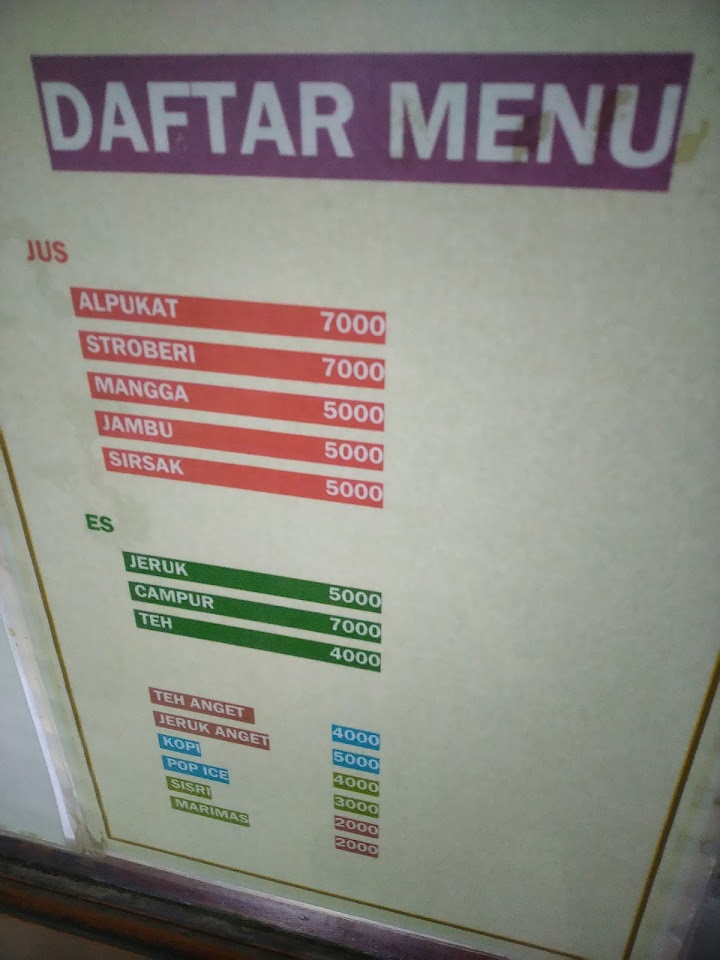 DAFTAR MENU
JUS
ALPUKAT 7000
STROBERI 7000
MANGGA 5000
JAMBU 5000
SIRSAK 5000
ES
JERUK 5000
CAMPUR 7000
TEH 4000
TEH ANGET 4000
JERUK ANGET 5000
KOPI 4000
POP ICE 3000
SISRI 2000
MARIMAS 2000